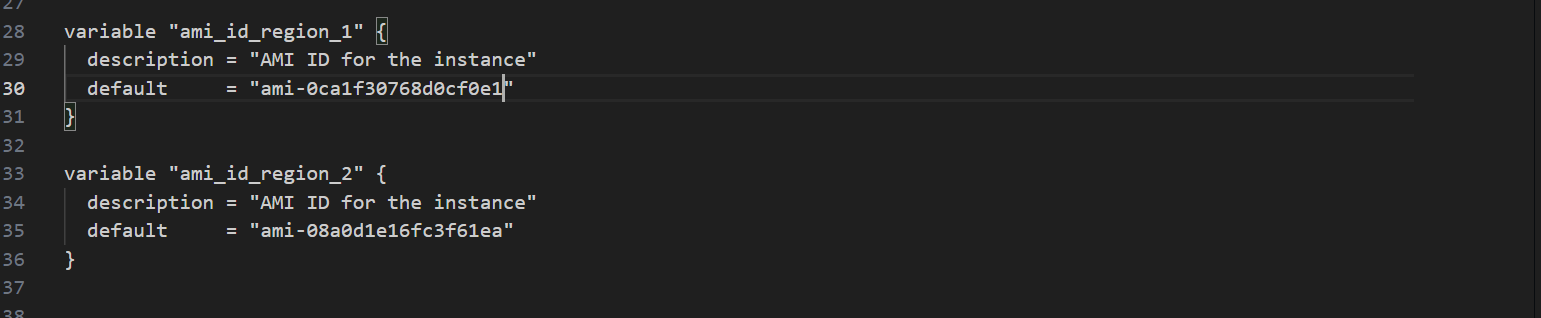 27
28 variable "ami_id_region_1" {
29 description = "AMI ID for the instance"
30 default = "ami-0ca1f30768d0cf0e1"
31 }
32
33 variable "ami_id_region_2" {
34 description = "AMI ID for the instance"
35 default = "ami-08a0d1e16fc3f61ea"
36 }
37
38